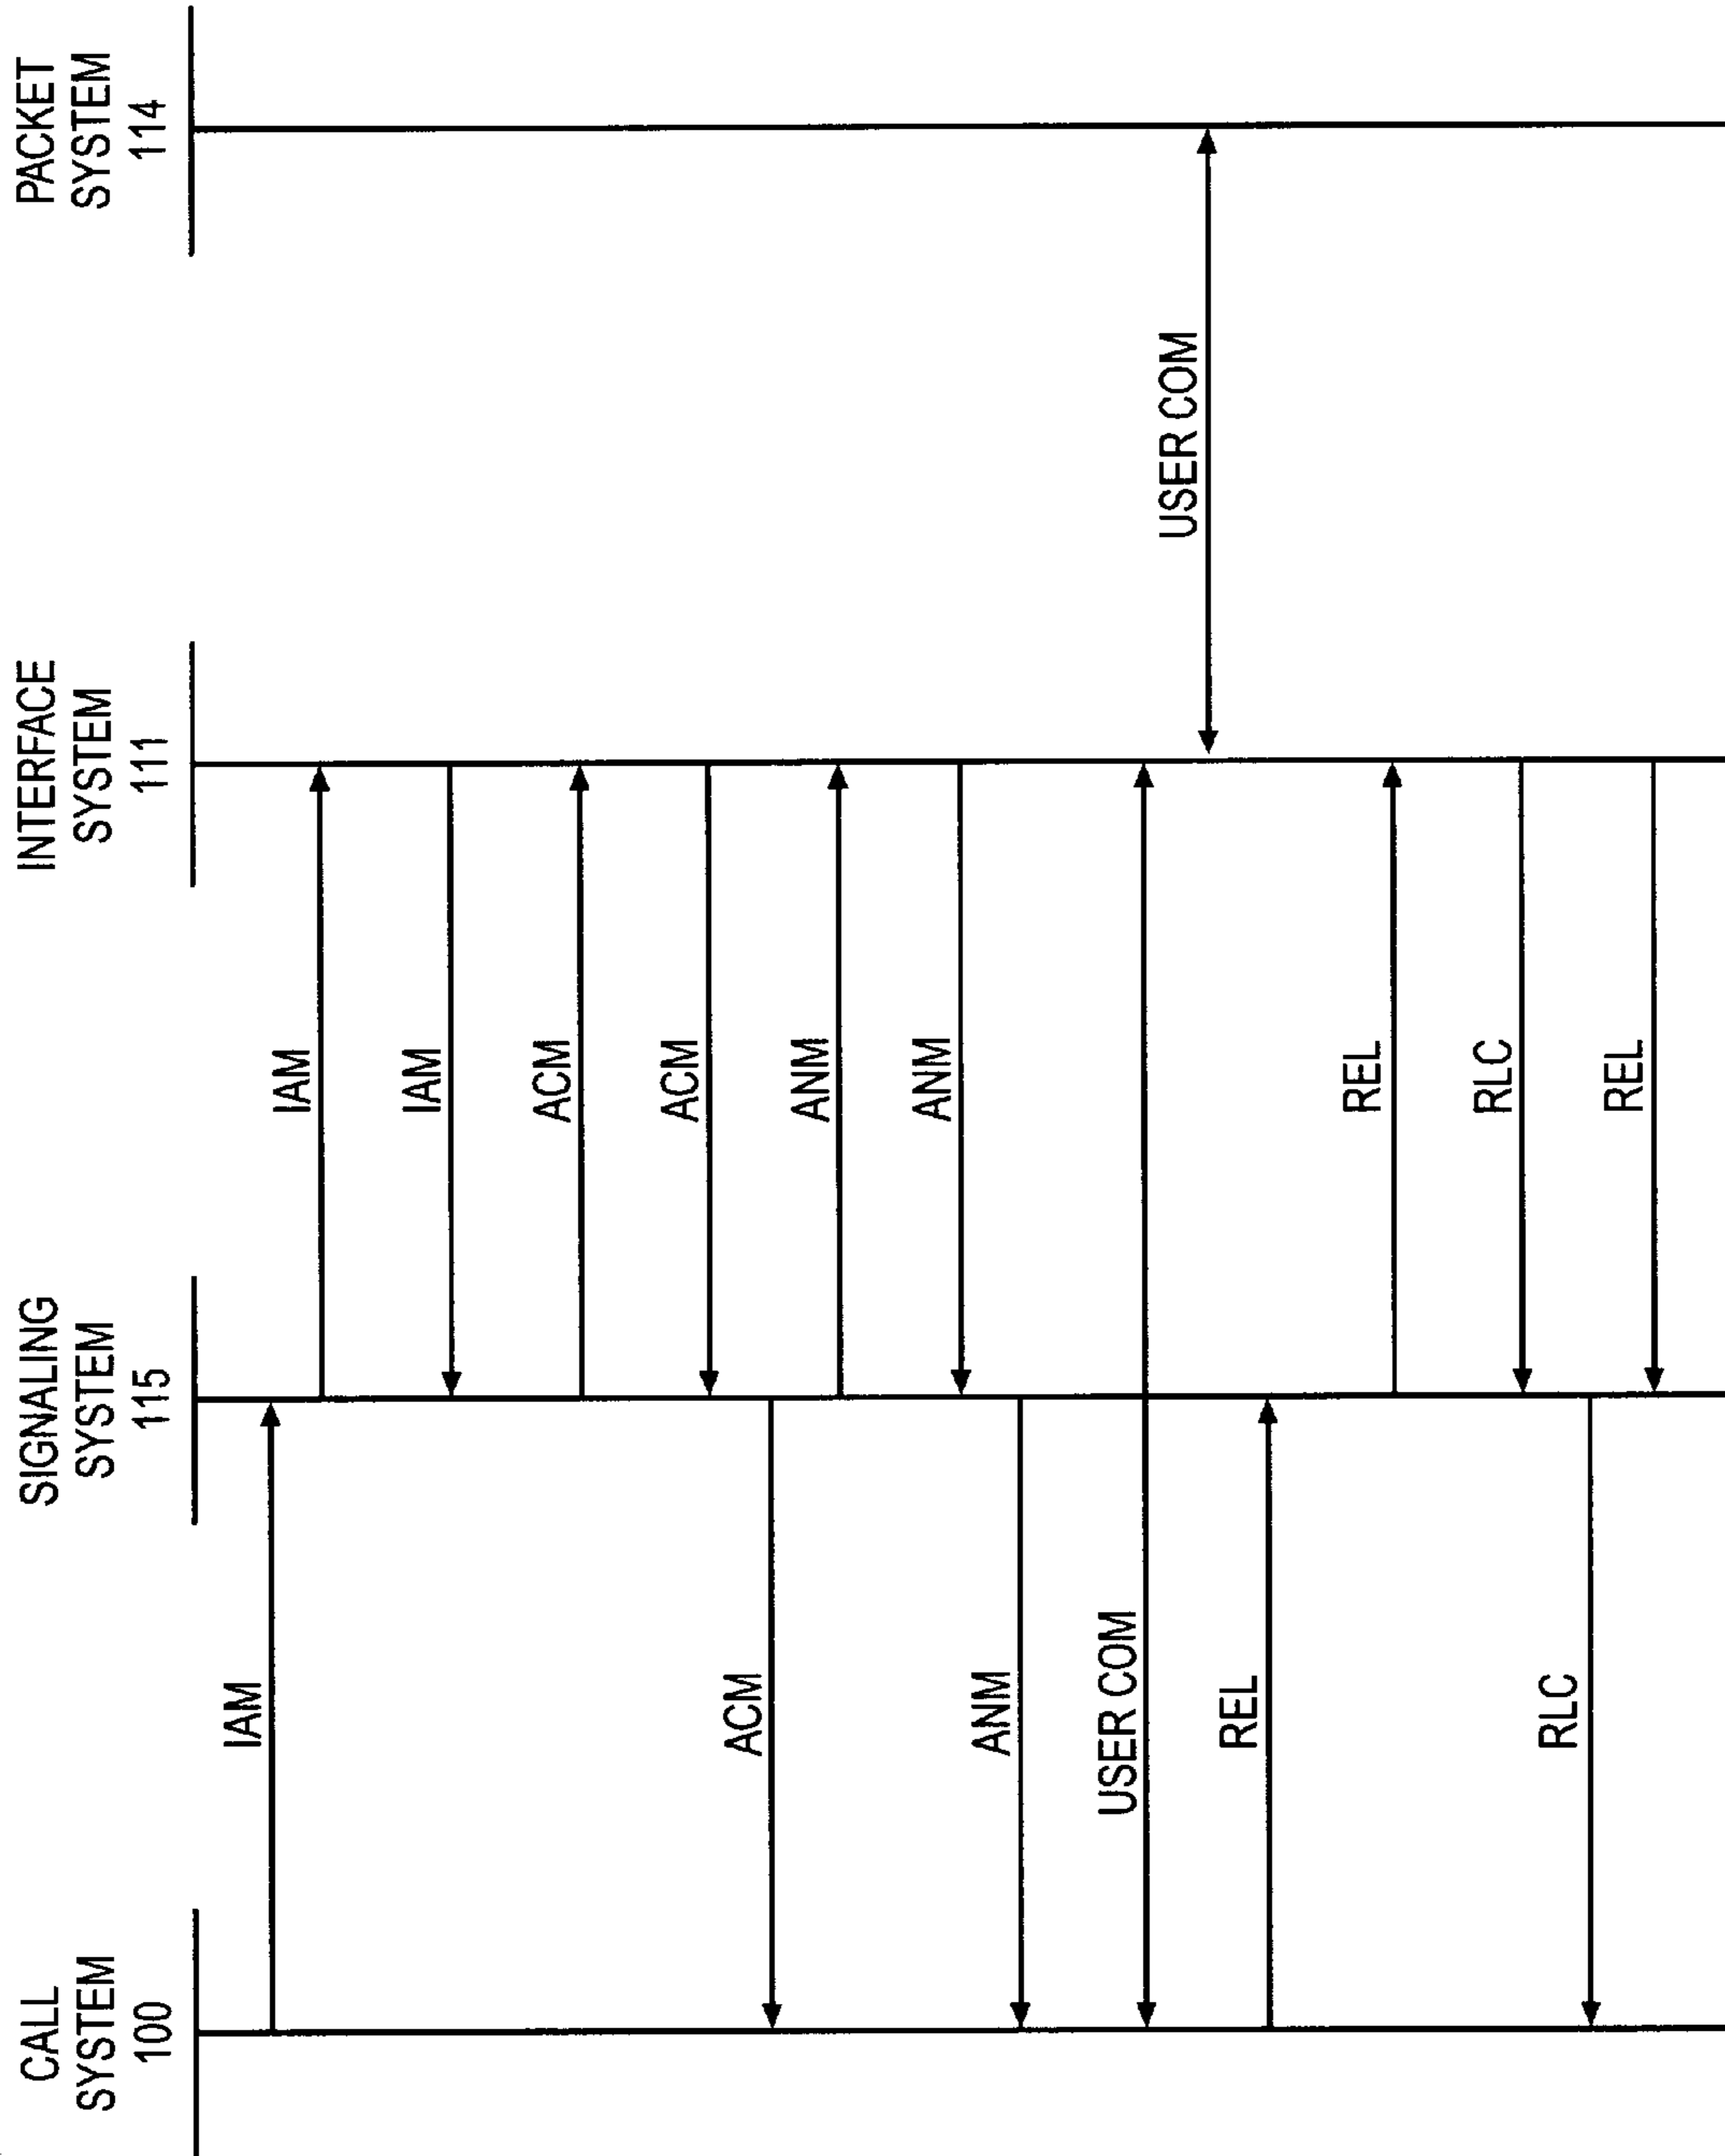 CALL
SYSTEM
100
SIGNALING
SYSTEM
115
INTERFACE
SYSTEM
111
PACKET
SYSTEM
114
IAM
IAM
IAM
ACM
ACM
ACM
ANM
ANM
ANM
USER COM
USER COM
REL
REL
RLC
RLC
REL